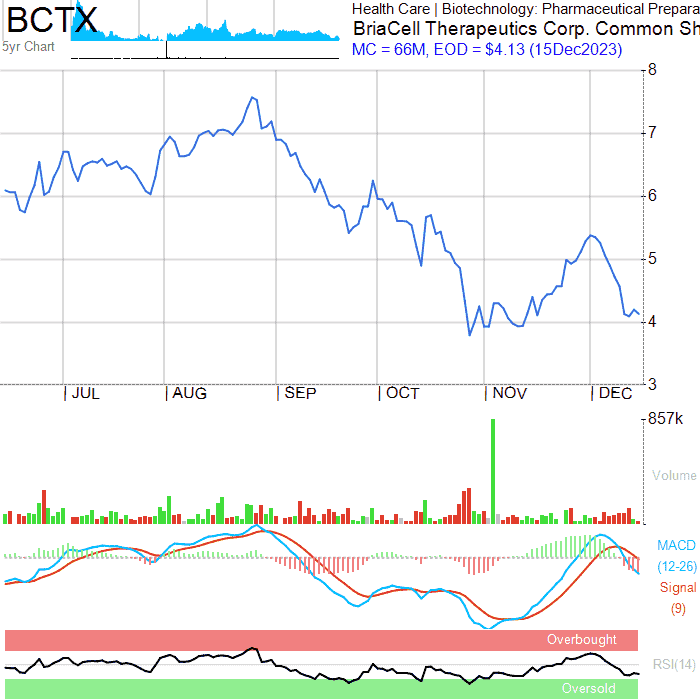 BCTX
5yr Chart
Health Care | Biotechnology: Pharmaceutical Prepara
BriaCell Therapeutics Corp. Common Sh
MC = 66M, EOD = $4.13 (15Dec2023)
8
7
6
5
4
3
| JUL | AUG | SEP | OCT | NOV | DEC
857k
Volume
MACD
(12-26)
Signal
(9)
Overbought
RSI(14)
Oversold